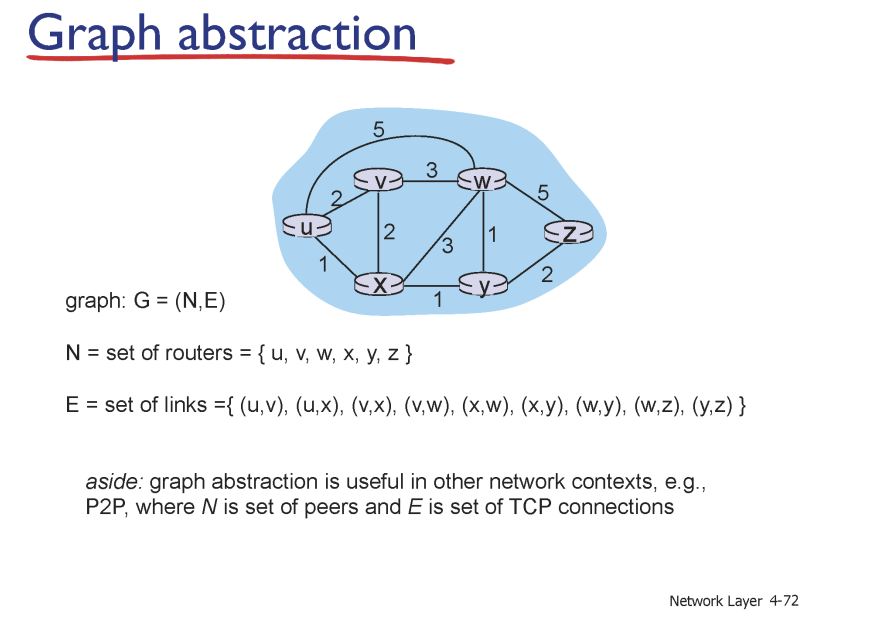 Graph abstraction
5
v
3
w
2
5
u
2
3
1
z
1
x
1
y
2
graph: G = (N,E)
N = set of routers = { u, v, w, x, y, z }
E = set of links ={ (u,v), (u,x), (v,x), (v,w), (x,w), (x,y), (w,y), (w,z), (y,z) }
aside: graph abstraction is useful in other network contexts, e.g.,
P2P, where N is set of peers and E is set of TCP connections
Network Layer 4-72